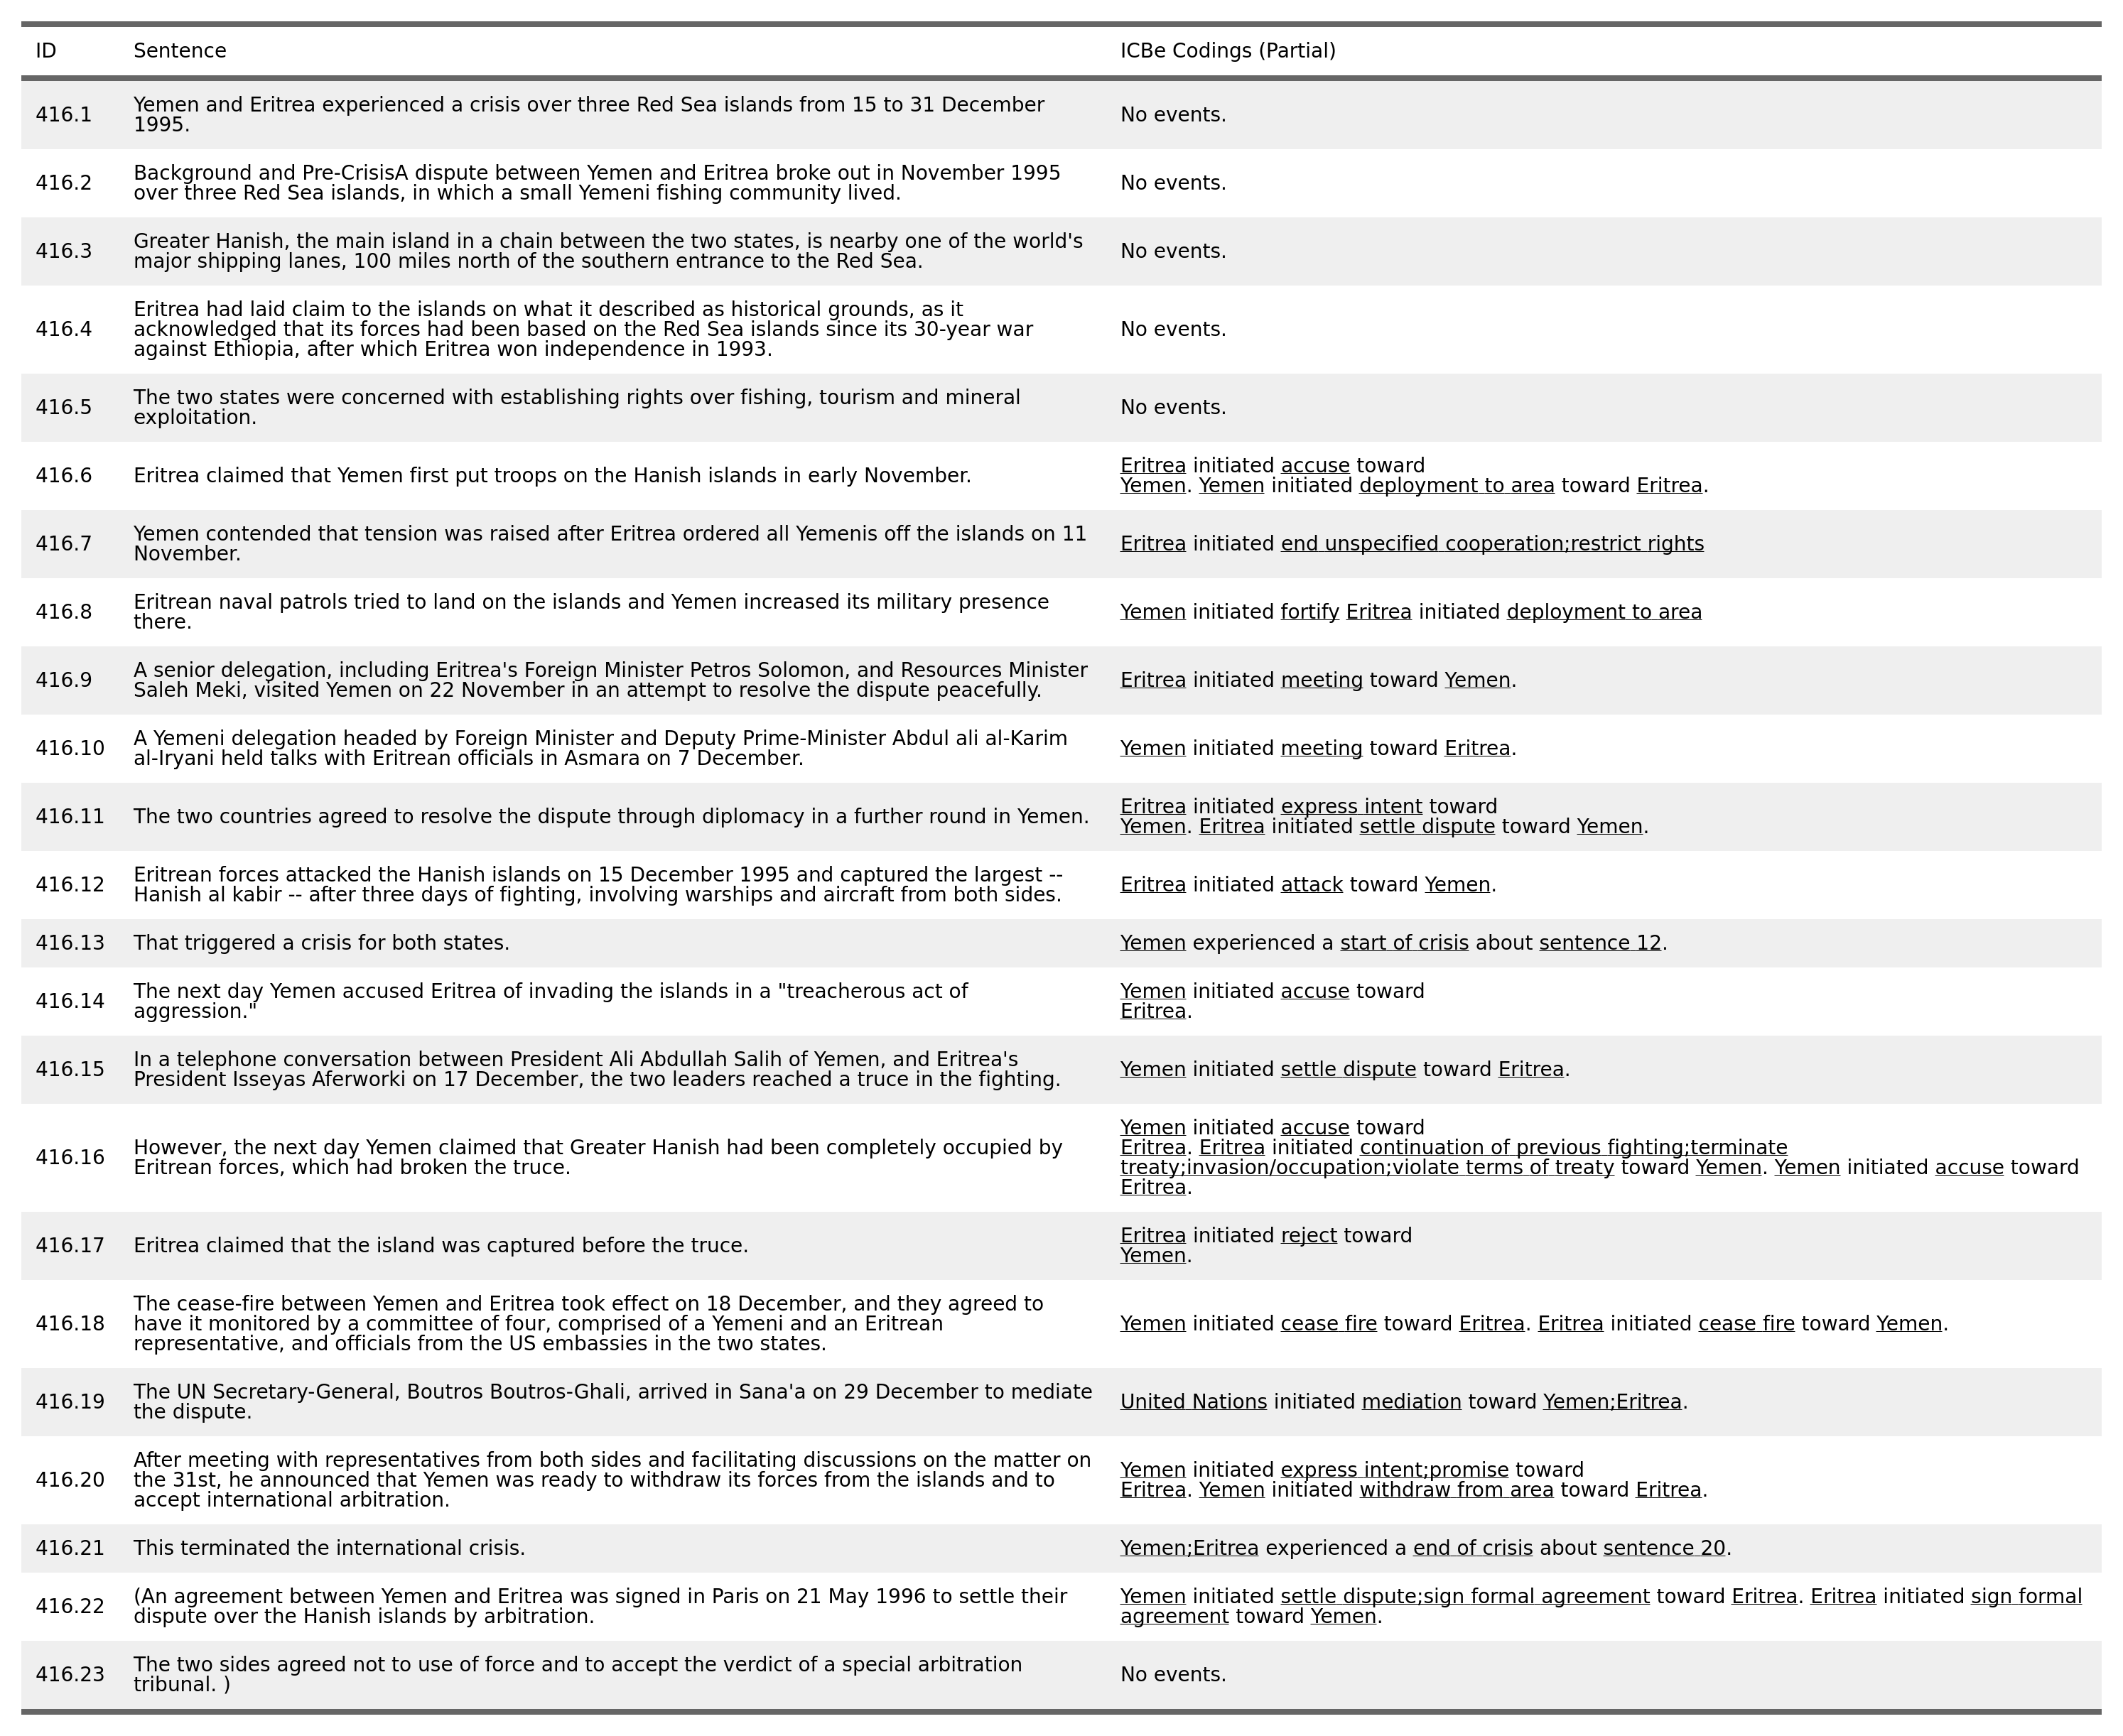 ID Sentence ICBe Codings (Partial)
416.1 Yemen and Eritrea experienced a crisis over three Red Sea islands from 15 to 31 December
1995. No events.
416.2 Background and Pre-CrisisA dispute between Yemen and Eritrea broke out in November 1995
over three Red Sea islands, in which a small Yemeni fishing community lived. No events.
416.3 Greater Hanish, the main island in a chain between the two states, is nearby one of the world's
major shipping lanes, 100 miles north of the southern entrance to the Red Sea. No events.
416.4 Eritrea had laid claim to the islands on what it described as historical grounds, as it
acknowledged that its forces had been based on the Red Sea islands since its 30-year war
against Ethiopia, after which Eritrea won independence in 1993. No events.
416.5 The two states were concerned with establishing rights over fishing, tourism and mineral
exploitation. No events.
416.6 Eritrea claimed that Yemen first put troops on the Hanish islands in early November.
Eritrea initiated accuse toward
Yemen. Yemen initiated deployment to area toward Eritrea.
416.7 Yemen contended that tension was raised after Eritrea ordered all Yemenis off the islands on 11
November.
Eritrea initiated end unspecified cooperation;restrict rights
416.8 Eritrean naval patrols tried to land on the islands and Yemen increased its military presence
there.
Yemen initiated fortify Eritrea initiated deployment to area
416.9 A senior delegation, including Eritrea's Foreign Minister Petros Solomon, and Resources Minister
Saleh Meki, visited Yemen on 22 November in an attempt to resolve the dispute peacefully.
Eritrea initiated meeting toward Yemen.
416.10 A Yemeni delegation headed by Foreign Minister and Deputy Prime-Minister Abdul ali al-Karim
al-Iryani held talks with Eritrean officials in Asmara on 7 December.
Yemen initiated meeting toward Eritrea.
416.11 The two countries agreed to resolve the dispute through diplomacy in a further round in Yemen.
Eritrea initiated express intent toward
Yemen. Eritrea initiated settle dispute toward Yemen.
416.12 Eritrean forces attacked the Hanish islands on 15 December 1995 and captured the largest --
Hanish al kabir -- after three days of fighting, involving warships and aircraft from both sides.
Eritrea initiated attack toward Yemen.
416.13 That triggered a crisis for both states.
Yemen experienced a start of crisis about sentence 12.
416.14 The next day Yemen accused Eritrea of invading the islands in a "treacherous act of
aggression."
Yemen initiated accuse toward
Eritrea.
416.15 In a telephone conversation between President Ali Abdullah Salih of Yemen, and Eritrea's
President Isseyas Aferworki on 17 December, the two leaders reached a truce in the fighting.
Yemen initiated settle dispute toward Eritrea.
416.16 However, the next day Yemen claimed that Greater Hanish had been completely occupied by
Eritrean forces, which had broken the truce.
Yemen initiated accuse toward
Eritrea. Eritrea initiated continuation of previous fighting;terminate
treaty;invasion/occupation;violate terms of treaty toward Yemen. Yemen initiated accuse toward
Eritrea.
416.17 Eritrea claimed that the island was captured before the truce.
Eritrea initiated reject toward
Yemen.
416.18 The cease-fire between Yemen and Eritrea took effect on 18 December, and they agreed to
have it monitored by a committee of four, comprised of a Yemeni and an Eritrean
representative, and officials from the US embassies in the two states.
Yemen initiated cease fire toward Eritrea. Eritrea initiated cease fire toward Yemen.
416.19 The UN Secretary-General, Boutros Boutros-Ghali, arrived in Sana'a on 29 December to mediate
the dispute.
United Nations initiated mediation toward Yemen;Eritrea.
416.20 After meeting with representatives from both sides and facilitating discussions on the matter on
the 31st, he announced that Yemen was ready to withdraw its forces from the islands and to
accept international arbitration.
Yemen initiated express intent;promise toward
Eritrea. Yemen initiated withdraw from area toward Eritrea.
416.21 This terminated the international crisis.
Yemen;Eritrea experienced a end of crisis about sentence 20.
416.22 (An agreement between Yemen and Eritrea was signed in Paris on 21 May 1996 to settle their
dispute over the Hanish islands by arbitration.
Yemen initiated settle dispute;sign formal agreement toward Eritrea. Eritrea initiated sign formal
agreement toward Yemen.
416.23 The two sides agreed not to use of force and to accept the verdict of a special arbitration
tribunal. )
No events.